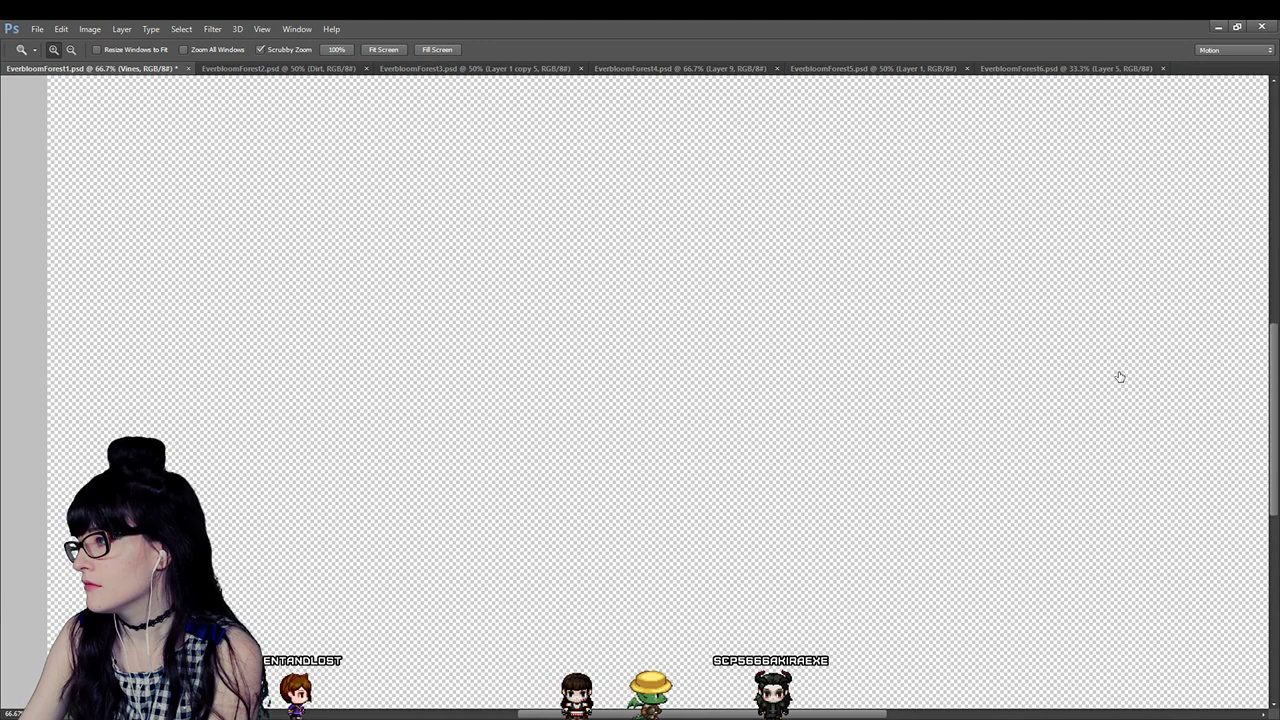 Ps File Edit Image Layer Type Select Filter 3D View Window Help
Resize Windows to Fit Zoom All Windows Scrubby Zoom 100% Fit Screen Fill Screen Motion
EverbloomForest1.psd @ 66.7% (Vines, RGB/8#) * × EverbloomForest2.psd @ 50% (Dirt, RGB/8#) × EverbloomForest3.psd @ 50% (Layer 1 copy 5, RGB/8#) × EverbloomForest4.psd @ 66.7% (Layer 9, RGB/8#) × EverbloomForest5.psd @ 50% (Layer 1, RGB/8#) × EverbloomForest6.psd @ 33.3% (Layer 5, RGB/8#) ×
ENTANDLOST SCP5666AKIRAEXE
66.67